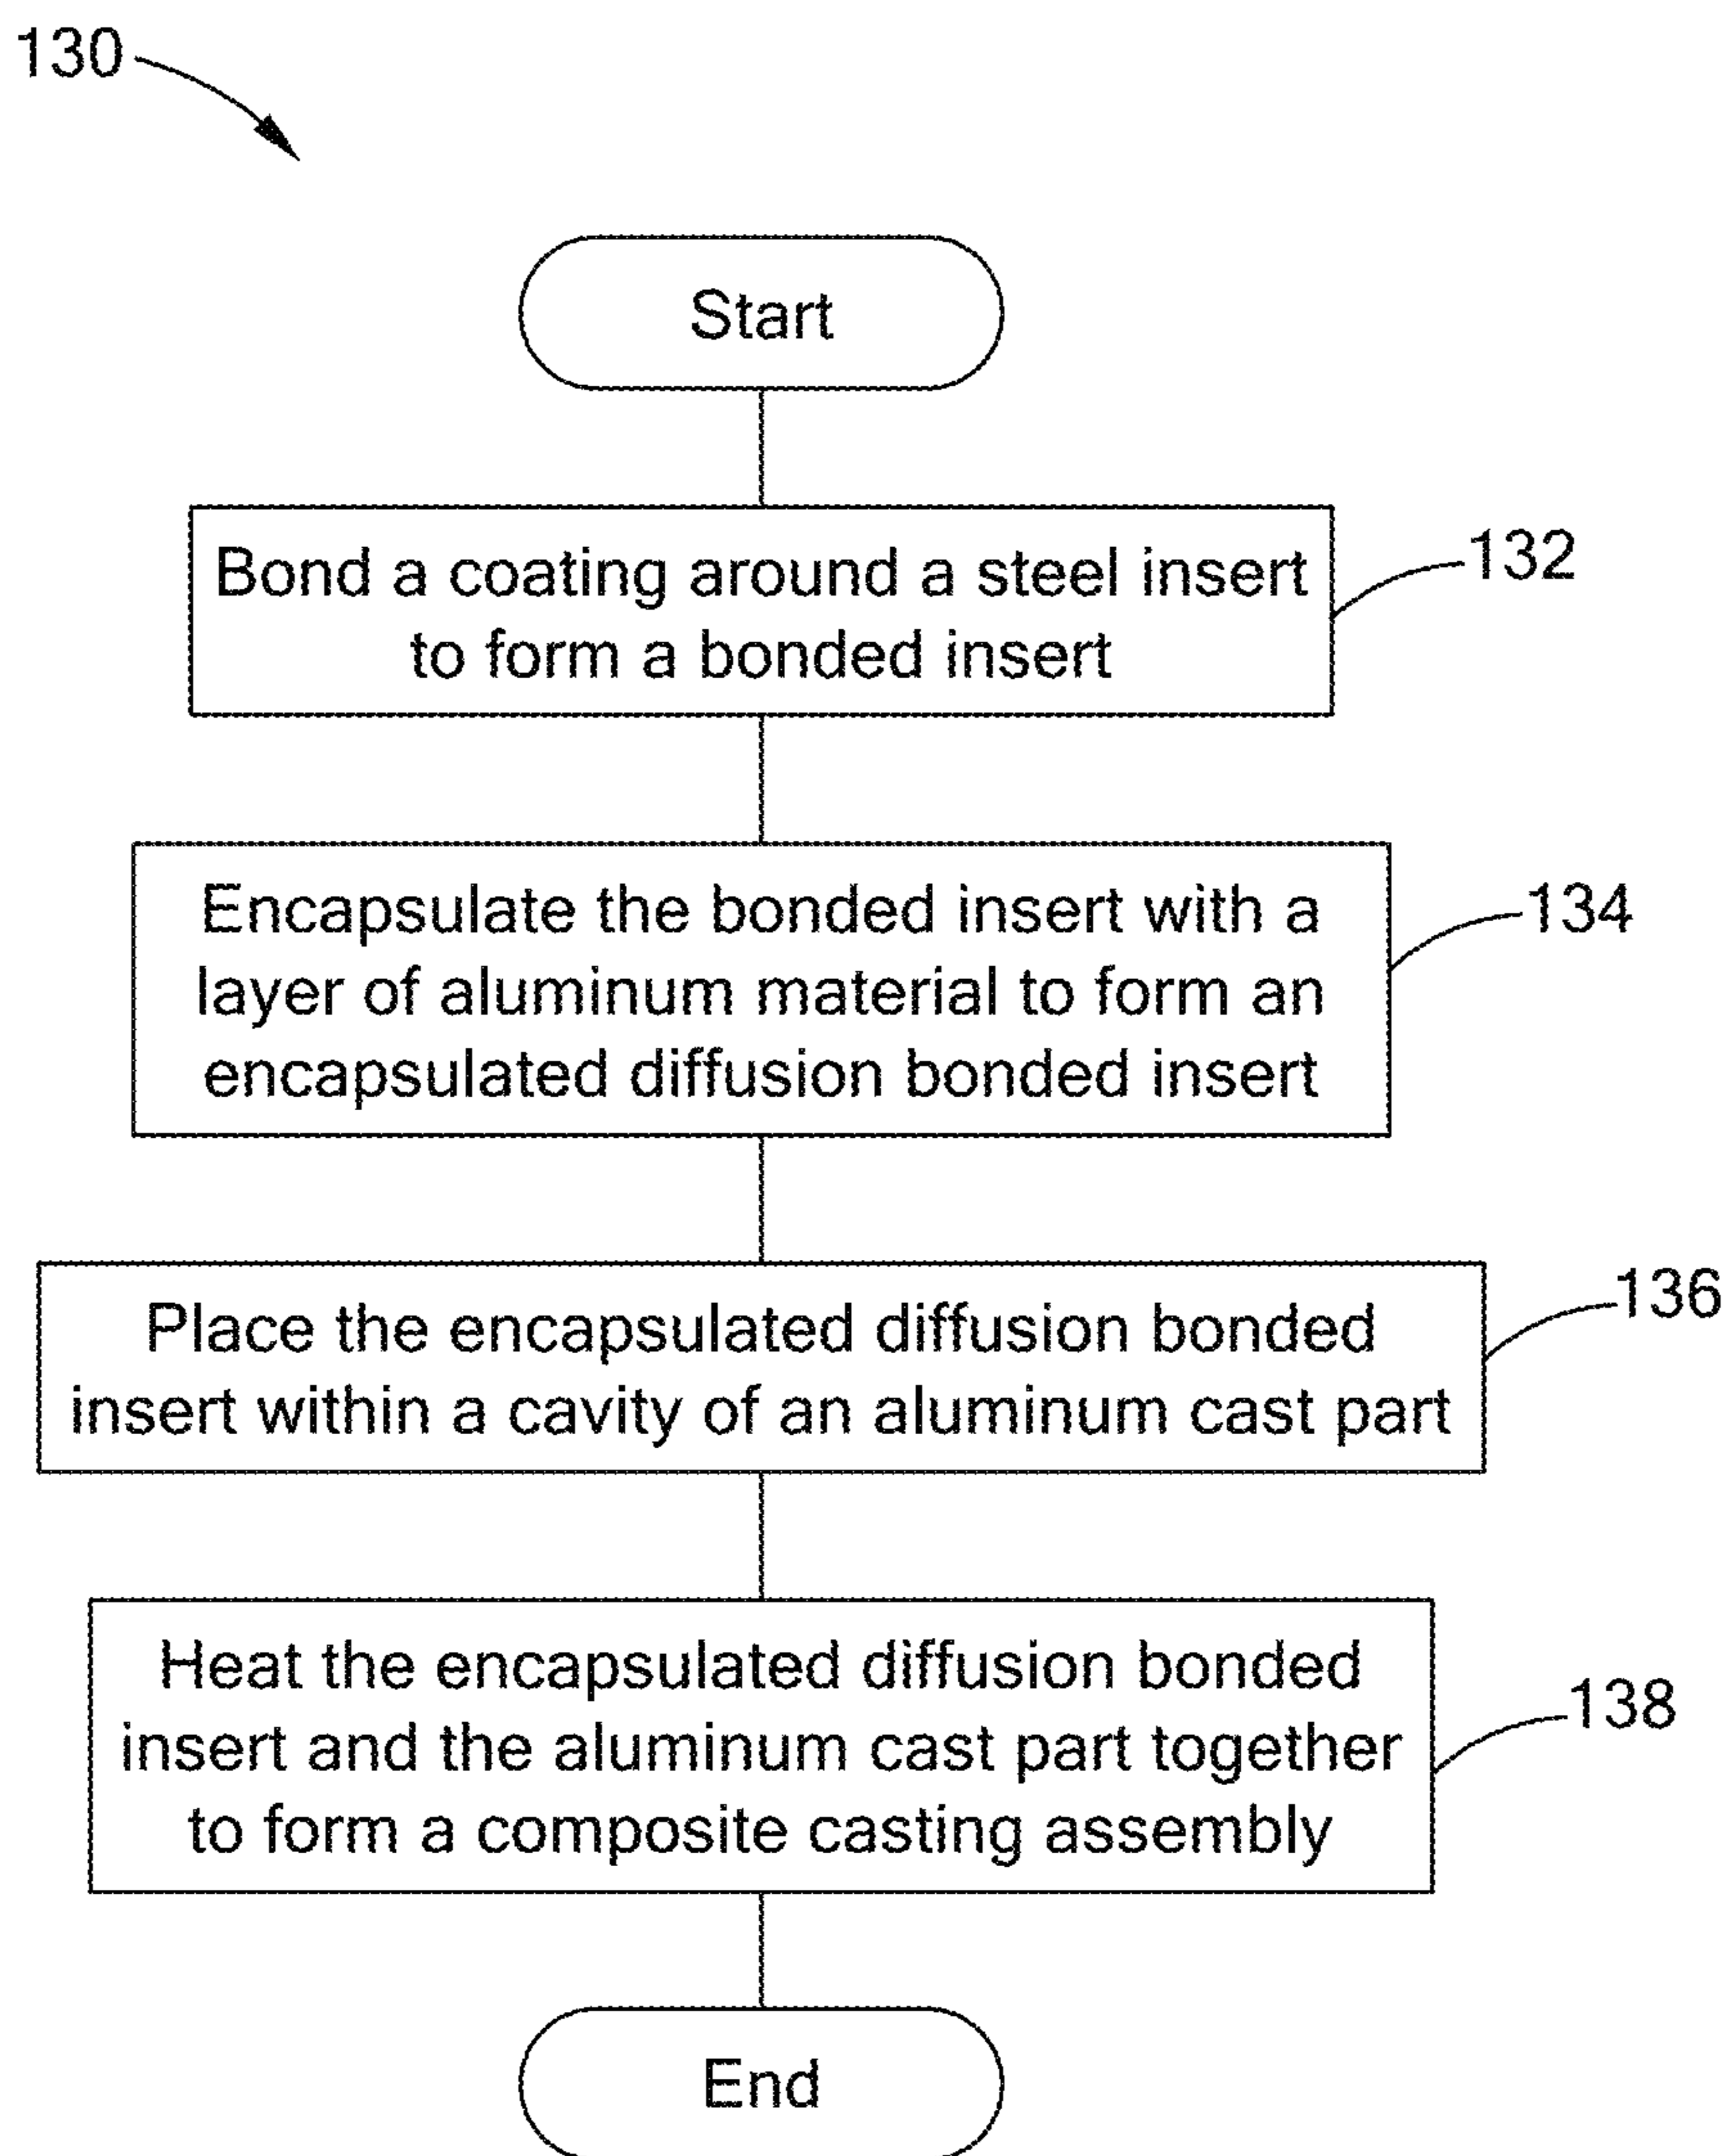 130
Start
Bond a coating around a steel insert
to form a bonded insert
132
Encapsulate the bonded insert with a
layer of aluminum material to form an
encapsulated diffusion bonded insert
134
Place the encapsulated diffusion bonded
insert within a cavity of an aluminum cast part
136
Heat the encapsulated diffusion bonded
insert and the aluminum cast part together
to form a composite casting assembly
138
End